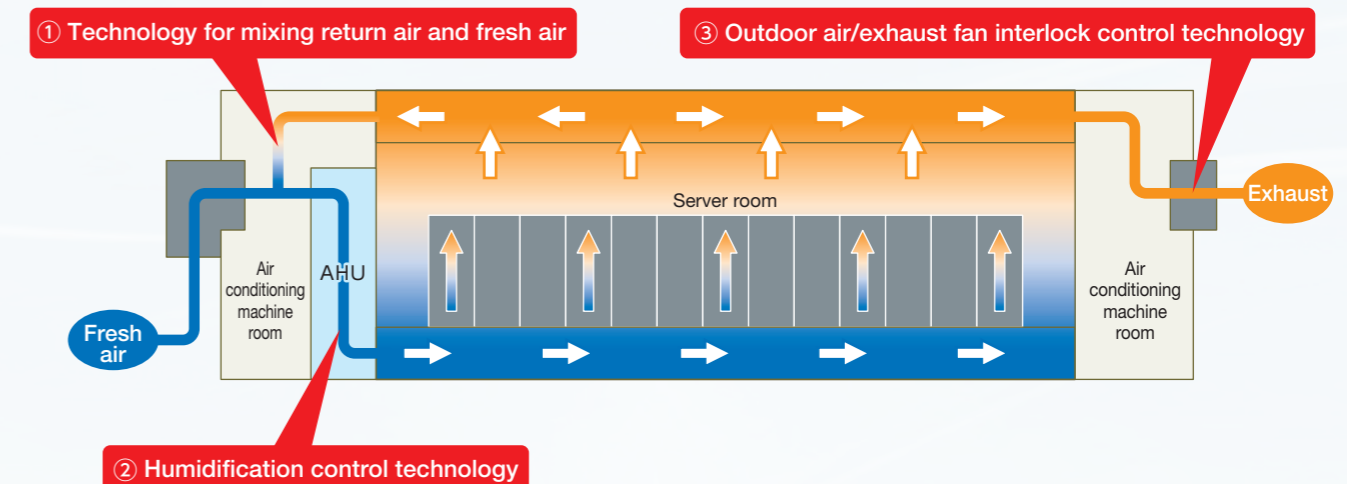 ① Technology for mixing return air and fresh air
③ Outdoor air/exhaust fan interlock control technology
Server room
Exhaust
Air
conditioning
machine
room
AHU
Air
conditioning
machine
room
Fresh
air
② Humidification control technology